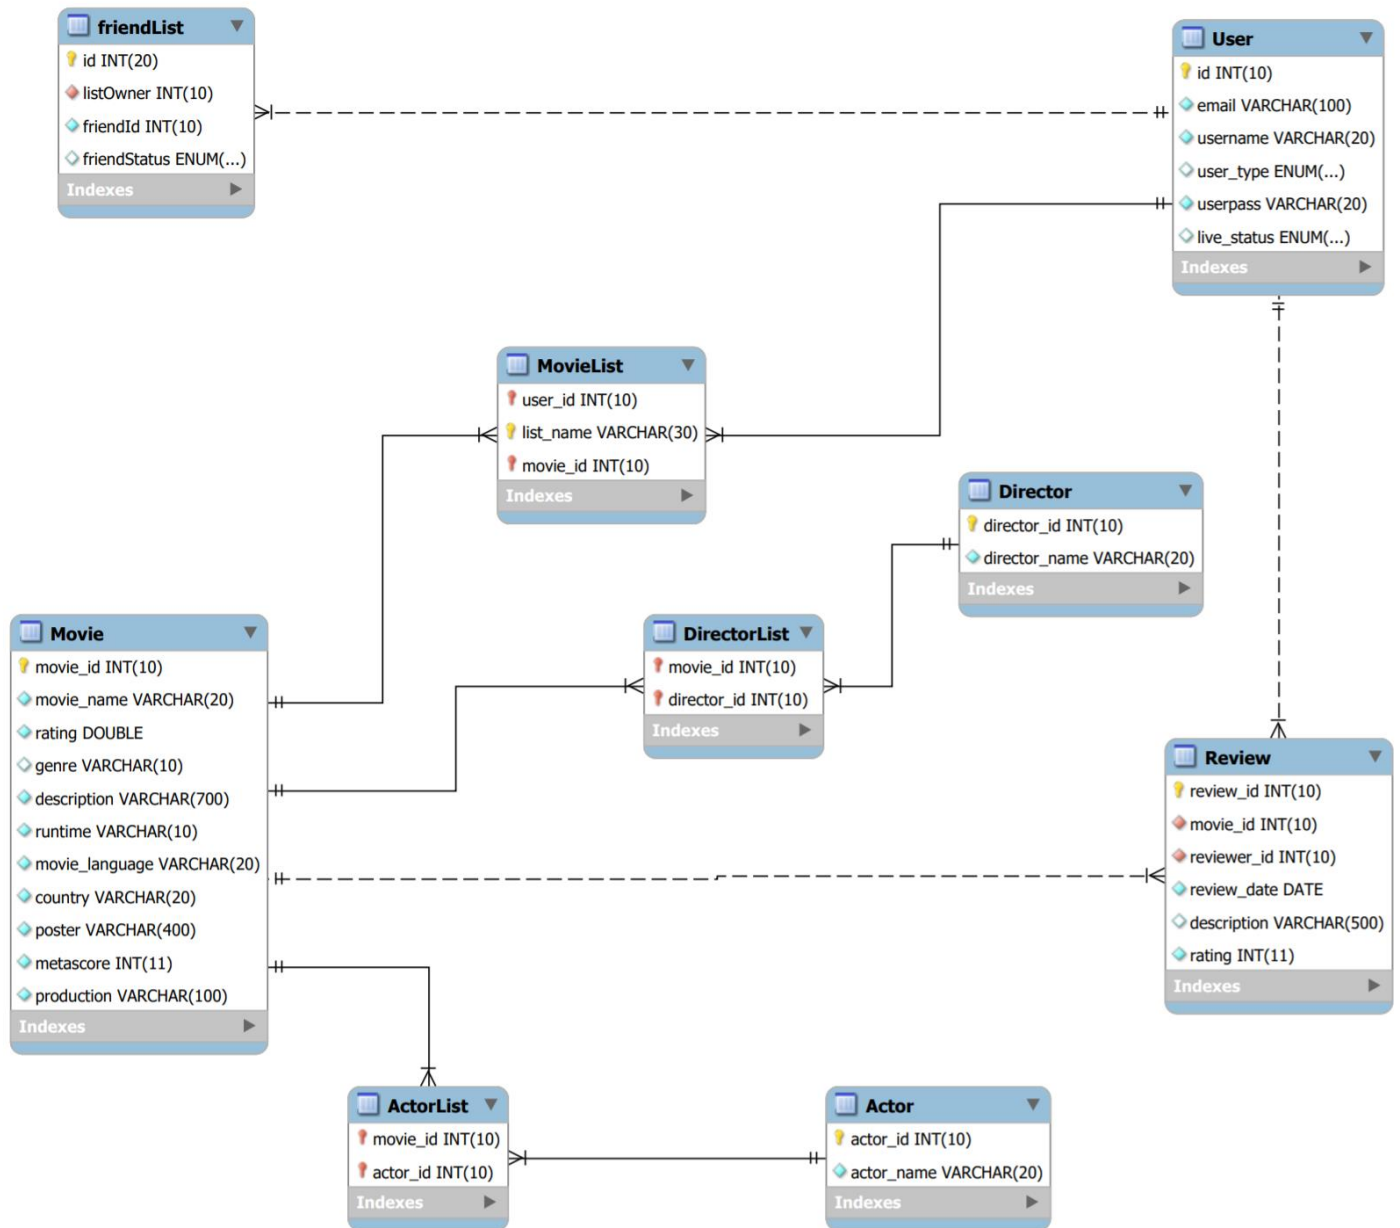 friendList
id INT(20)
listOwner INT(10)
friendId INT(10)
friendStatus ENUM(...)
Indexes
User
id INT(10)
email VARCHAR(100)
username VARCHAR(20)
user_type ENUM(...)
userpass VARCHAR(20)
live_status ENUM(...)
Indexes
MovieList
user_id INT(10)
list_name VARCHAR(30)
movie_id INT(10)
Indexes
Director
director_id INT(10)
director_name VARCHAR(20)
Indexes
Movie
movie_id INT(10)
movie_name VARCHAR(20)
rating DOUBLE
genre VARCHAR(10)
description VARCHAR(700)
runtime VARCHAR(10)
movie_language VARCHAR(20)
country VARCHAR(20)
poster VARCHAR(400)
metascore INT(11)
production VARCHAR(100)
Indexes
DirectorList
movie_id INT(10)
director_id INT(10)
Indexes
Review
review_id INT(10)
movie_id INT(10)
reviewer_id INT(10)
review_date DATE
description VARCHAR(500)
rating INT(11)
Indexes
ActorList
movie_id INT(10)
actor_id INT(10)
Indexes
Actor
actor_id INT(10)
actor_name VARCHAR(20)
Indexes